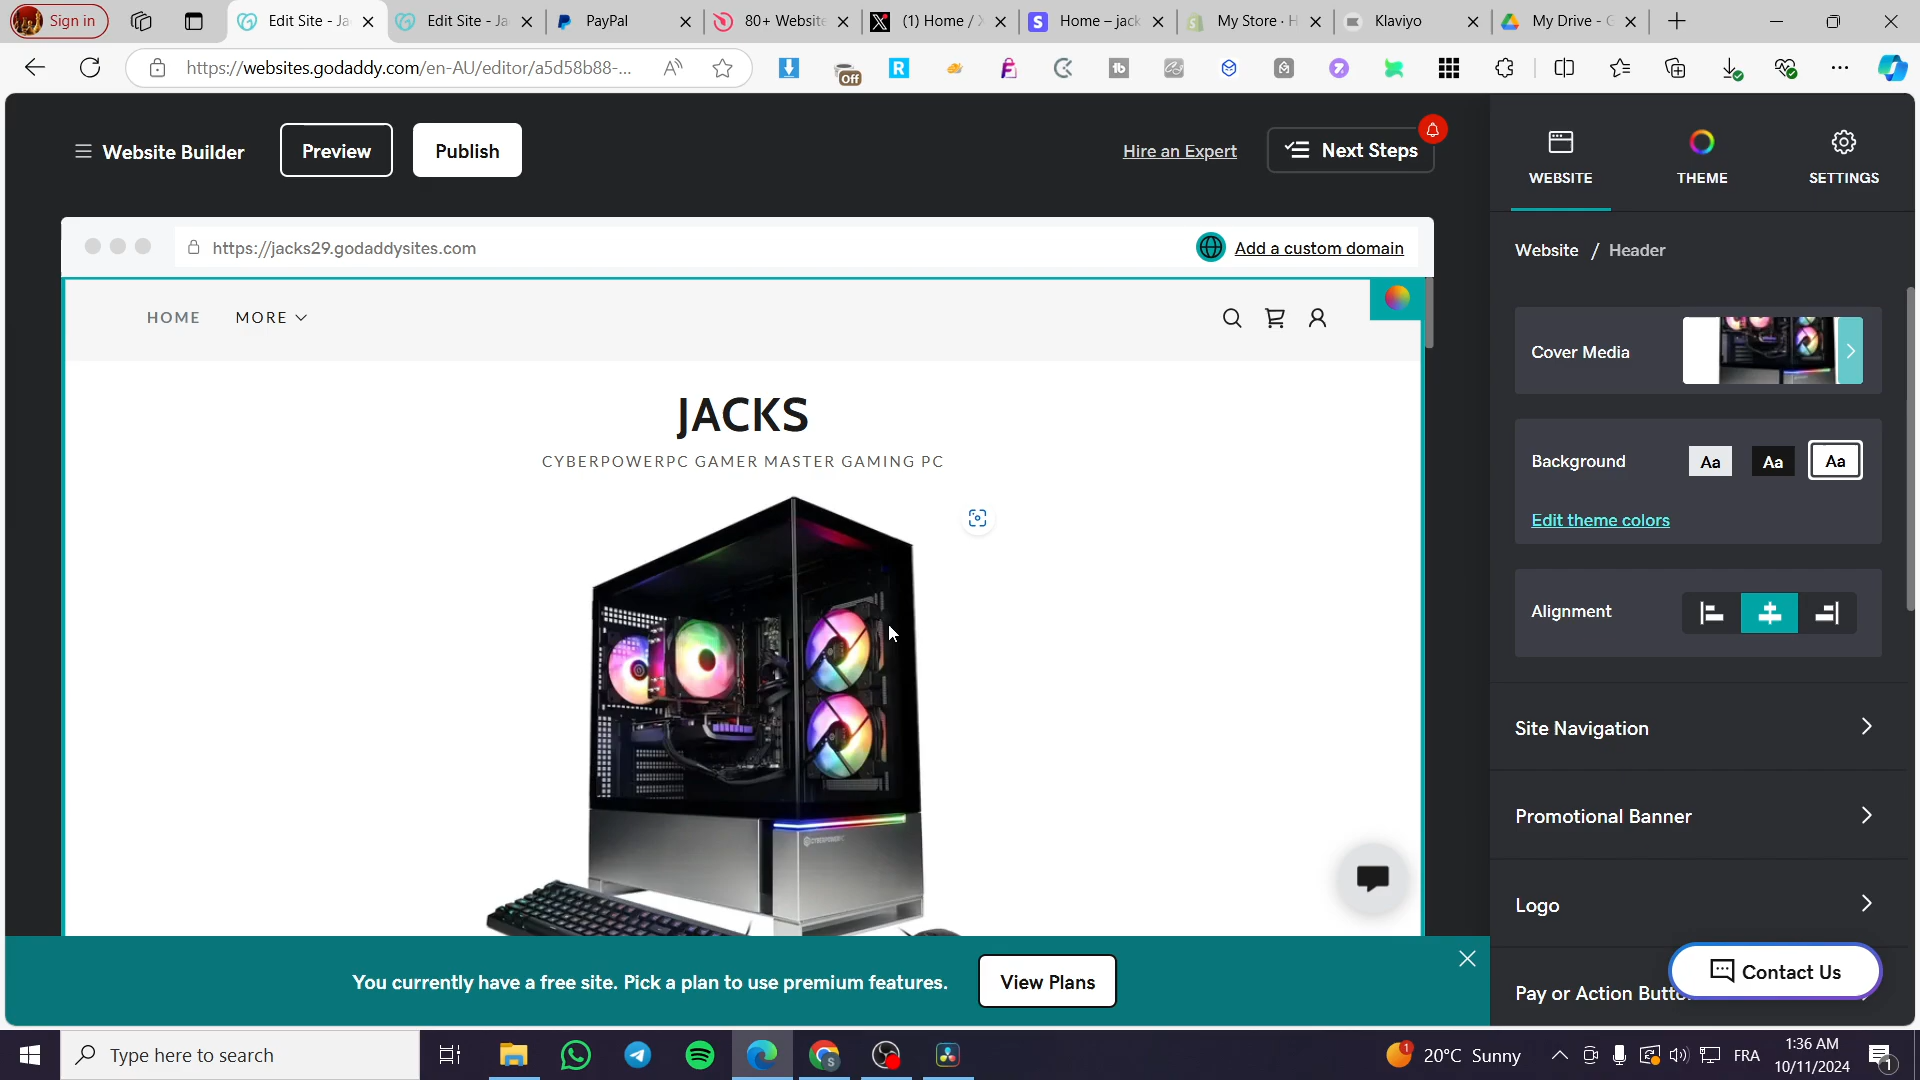 Sign in
Edit Site - Ja
Edit Site - Ja
PayPal
80+ Website
(1) Home / X
Home – jack
My Store · H
Klaviyo
My Drive - G
https://websites.godaddy.com/en-AU/editor/a5d58b88-...
Off
Website Builder
Preview
Publish
Hire an Expert
Next Steps
WEBSITE
THEME
SETTINGS
https://jacks29.godaddysites.com
Add a custom domain
Website / Header
HOME
MORE
JACKS
CYBERPOWERPC GAMER MASTER GAMING PC
Cover Media
Background
Aa
Aa
Aa
Edit theme colors
Alignment
Site Navigation
Promotional Banner
Logo
Pay or Action Butto
Contact Us
You currently have a free site. Pick a plan to use premium features.
View Plans
Type here to search
20°C Sunny
FRA
1:36 AM
10/11/2024